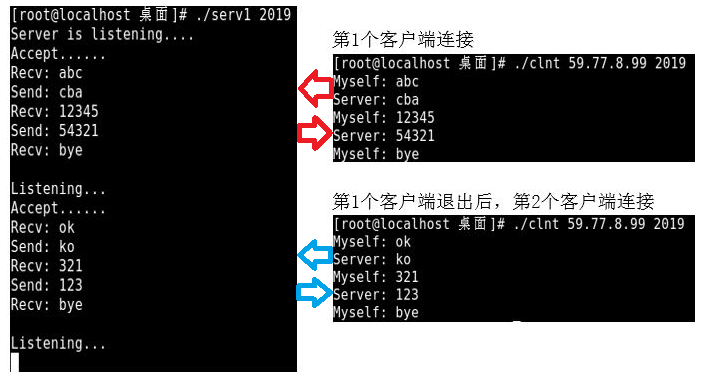 [root@localhost 桌面]# ./serv1 2019
Server is listening....
Accept......
Recv: abc
Send: cba
Recv: 12345
Send: 54321
Recv: bye
Listening...
Accept......
Recv: ok
Send: ko
Recv: 321
Send: 123
Recv: bye
Listening...
第1个客户端连接
[root@localhost 桌面]# ./clnt 59.77.8.99 2019
Myself: abc
Server: cba
Myself: 12345
Server: 54321
Myself: bye
第1个客户端退出后，第2个客户端连接
[root@localhost 桌面]# ./clnt 59.77.8.99 2019
Myself: ok
Server: ko
Myself: 321
Server: 123
Myself: bye